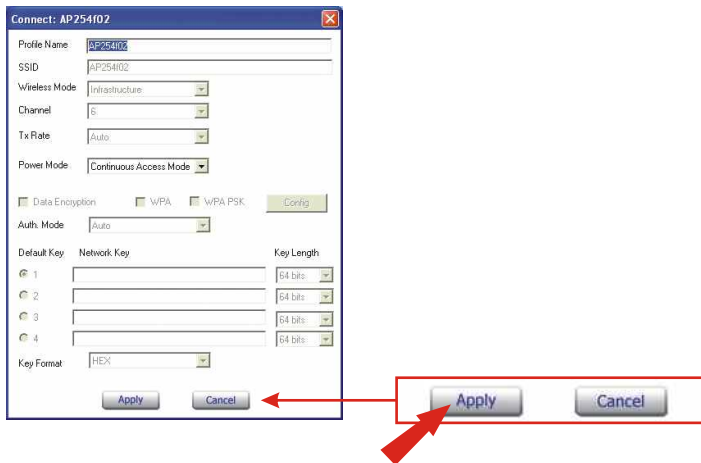 Connect: AP254f02
Profile Name AP254f02
SSID AP254f02
Wireless Mode Infrastructure
Channel 6
Tx Rate Auto
Power Mode Continuous Access Mode
Data Encryption WPA WPA PSK Config
Auth. Mode Auto
Default Key Network Key Key Length
1 64 bits
2 64 bits
3 64 bits
4 64 bits
Key Format HEX
Apply Cancel
Apply Cancel